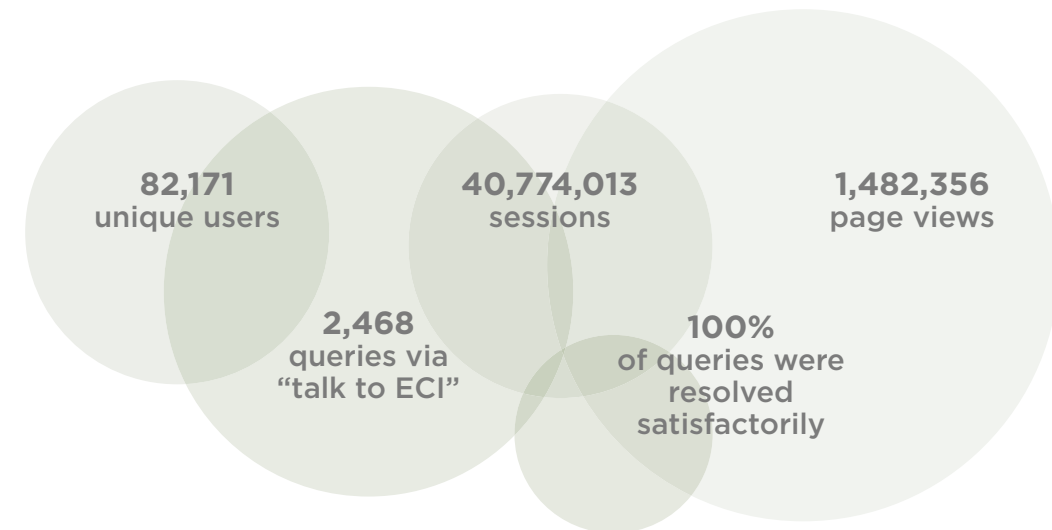 82,171
unique users
40,774,013
sessions
1,482,356
page views
2,468
queries via
“talk to ECI”
100%
of queries were
resolved
satisfactorily